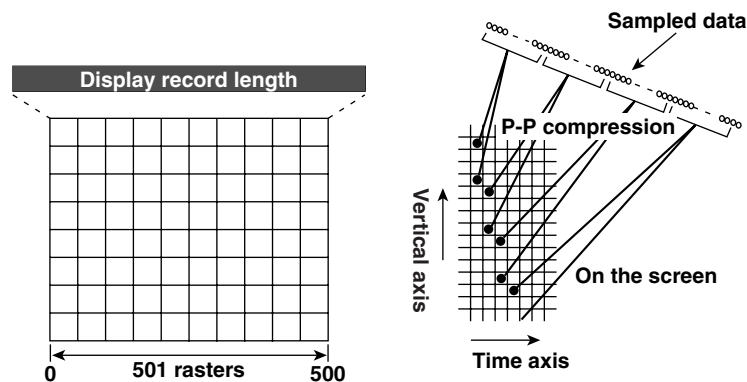 Display record length
0
501 rasters
500
Sampled data
P-P compression
Vertical axis
On the screen
Time axis